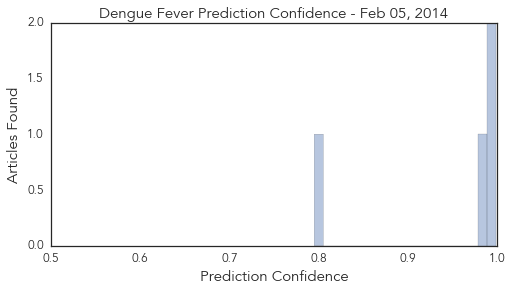 Dengue Fever Prediction Confidence - Feb 05, 2014
2.0
1.5
1.0
0.5
0.0
Articles Found
0.5 0.6 0.7 0.8 0.9 1.0
Prediction Confidence